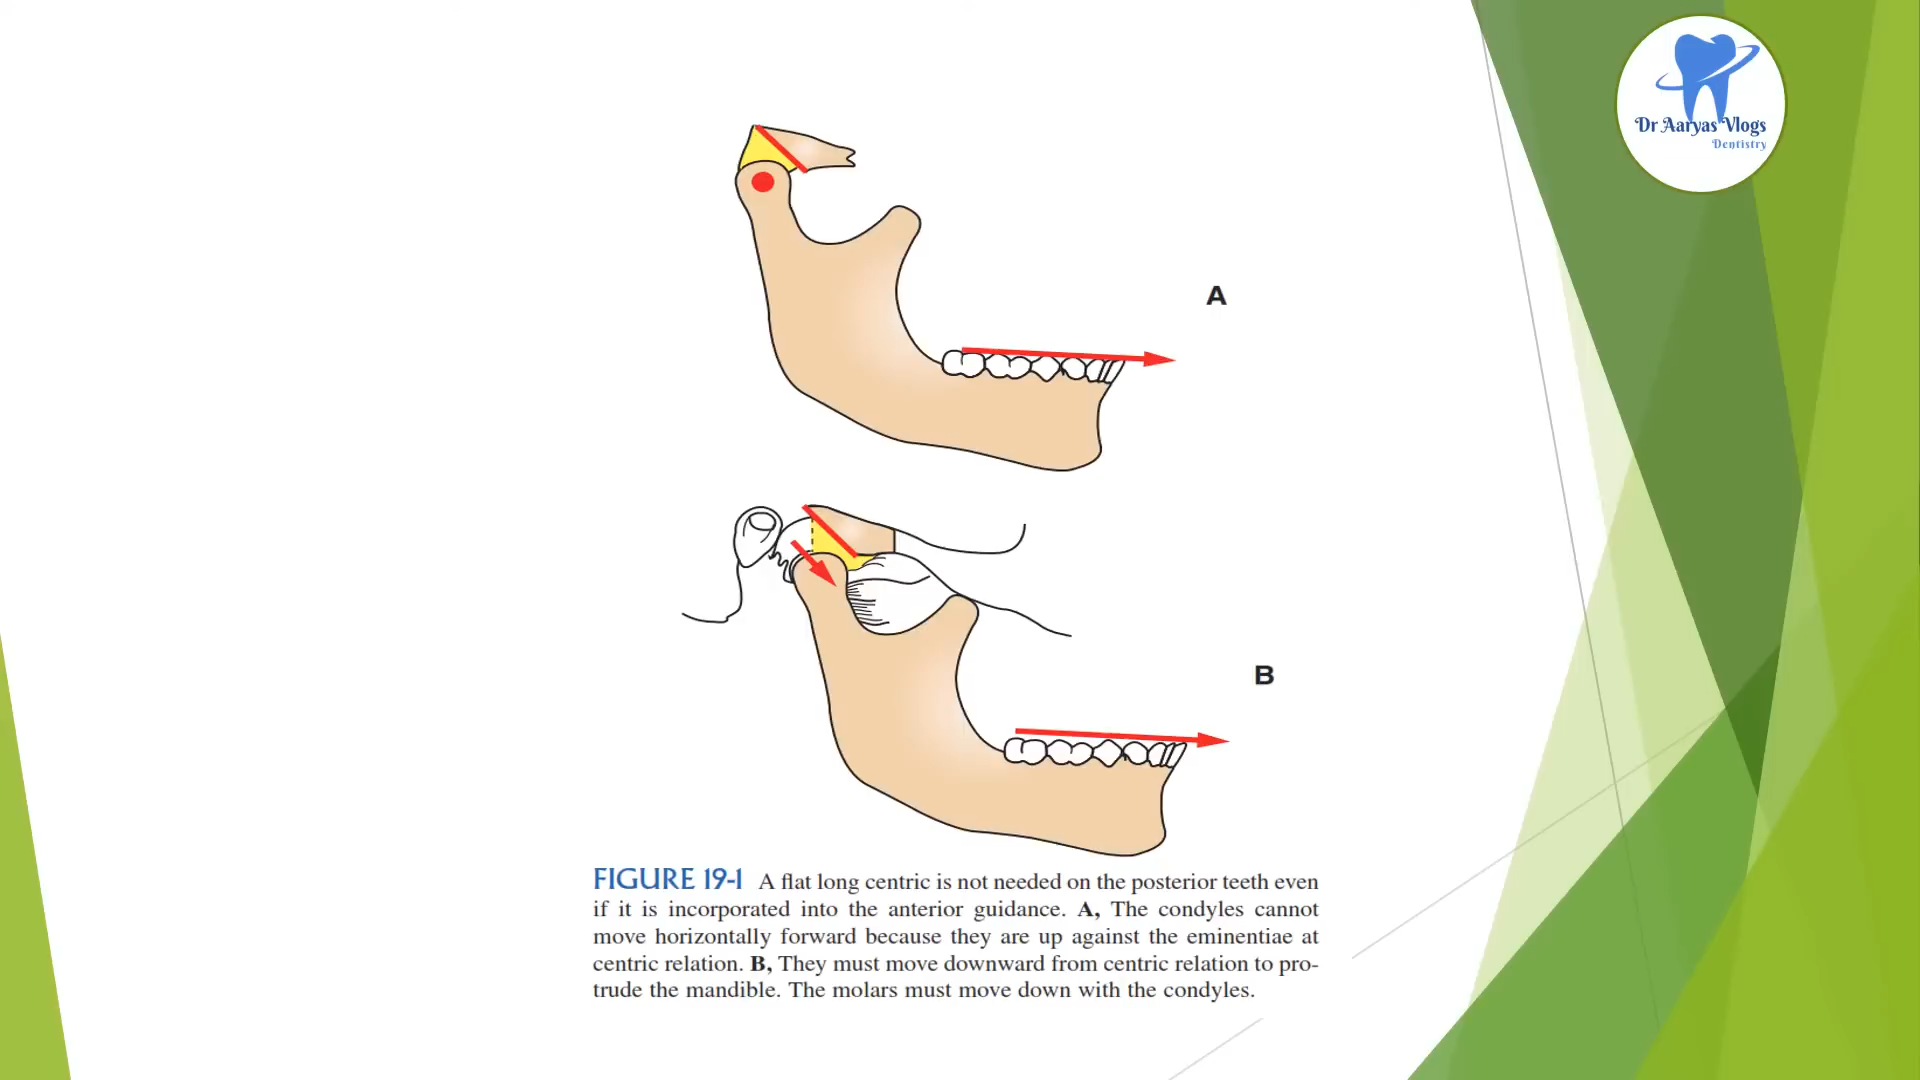 Dr Aaryas Vlogs
Dentistry
A
B
FIGURE 19-1 A flat long centric is not needed on the posterior teeth even
if it is incorporated into the anterior guidance. A, The condyles cannot
move horizontally forward because they are up against the eminentiae at
centric relation. B, They must move downward from centric relation to pro-
trude the mandible. The molars must move down with the condyles.